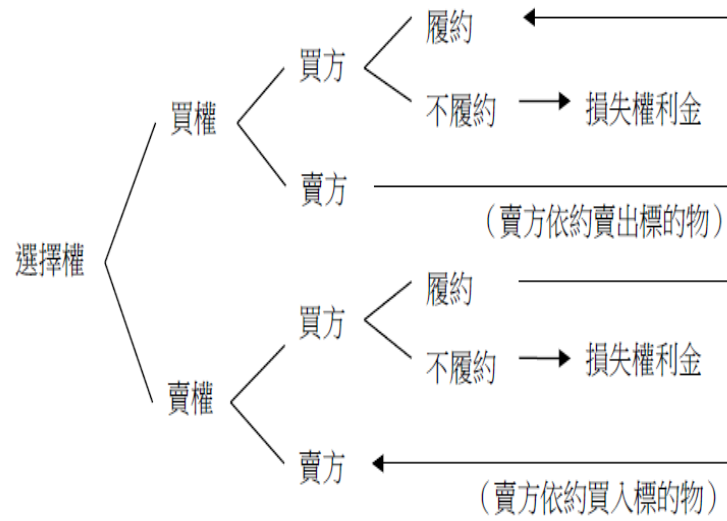 履約
買方
不履約
損失權利金
買權
賣方
(賣方依約賣出標的物)
選擇權
履約
買方
不履約
損失權利金
賣權
賣方
(賣方依約買入標的物)